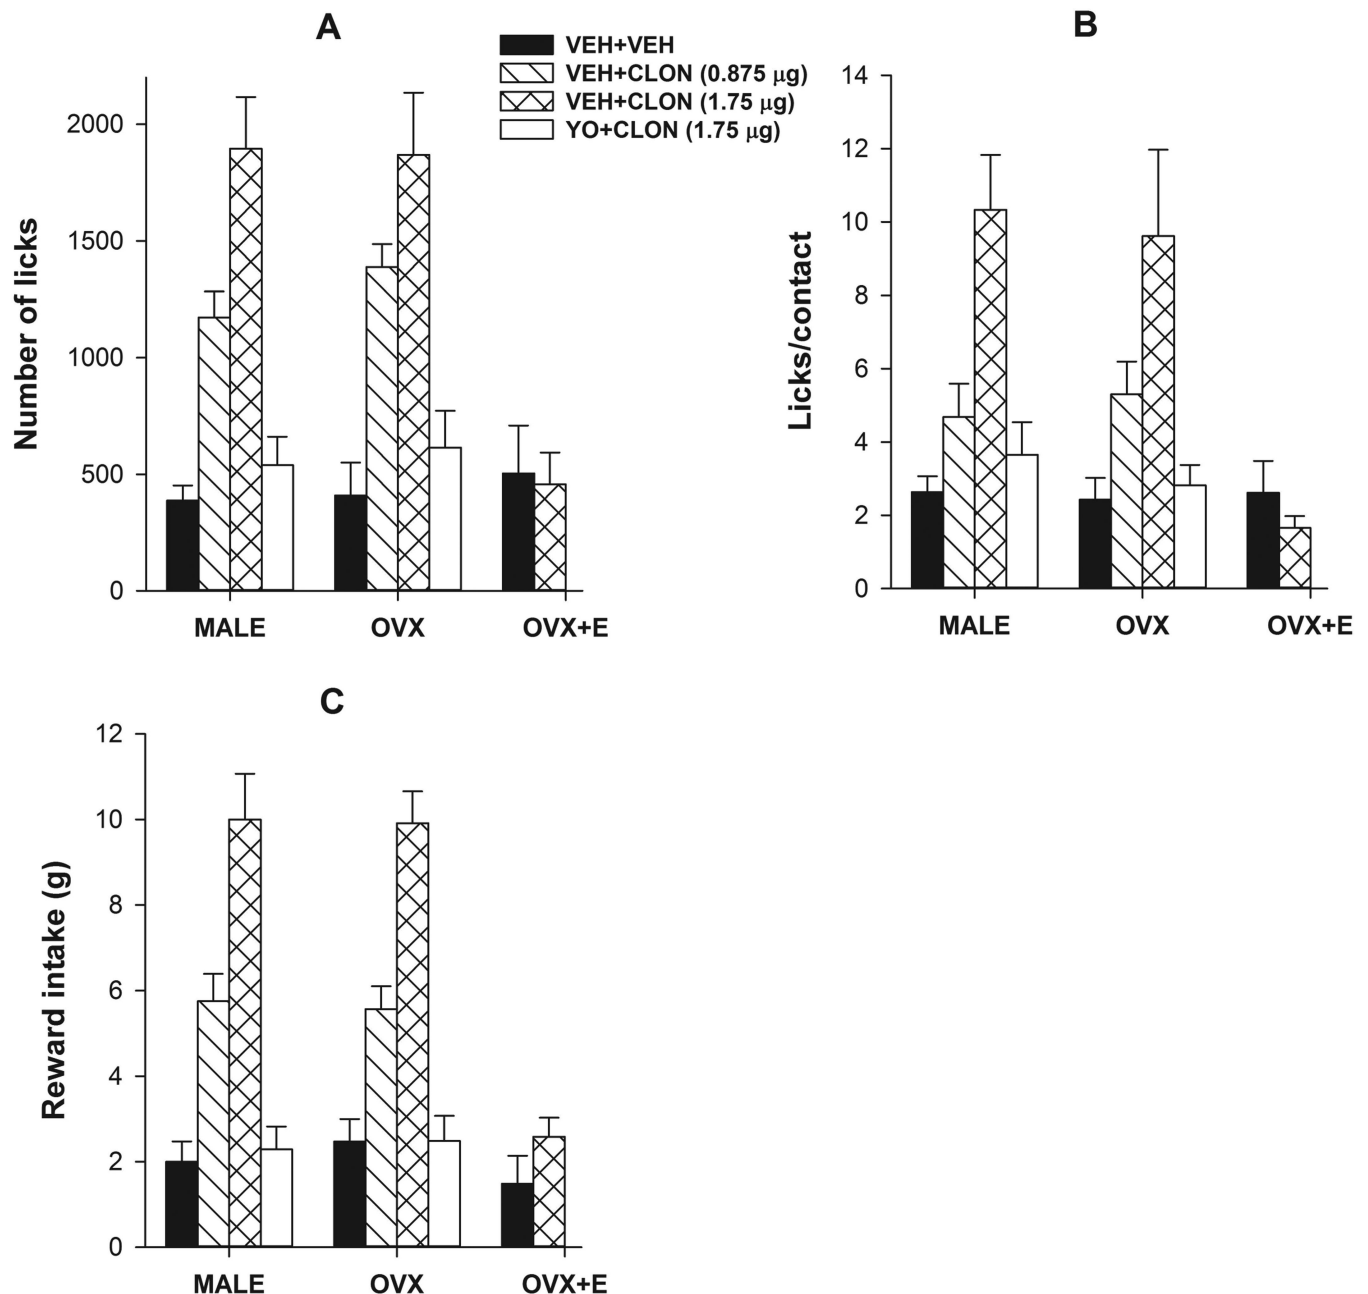 A
VEH+VEH
VEH+CLON (0.875 μg)
VEH+CLON (1.75 μg)
YO+CLON (1.75 μg)
Number of licks
2000
1500
1000
500
0
MALE OVX OVX+E
B
Licks/contact
14
12
10
8
6
4
2
0
MALE OVX OVX+E
C
Reward intake (g)
12
10
8
6
4
2
0
MALE OVX OVX+E